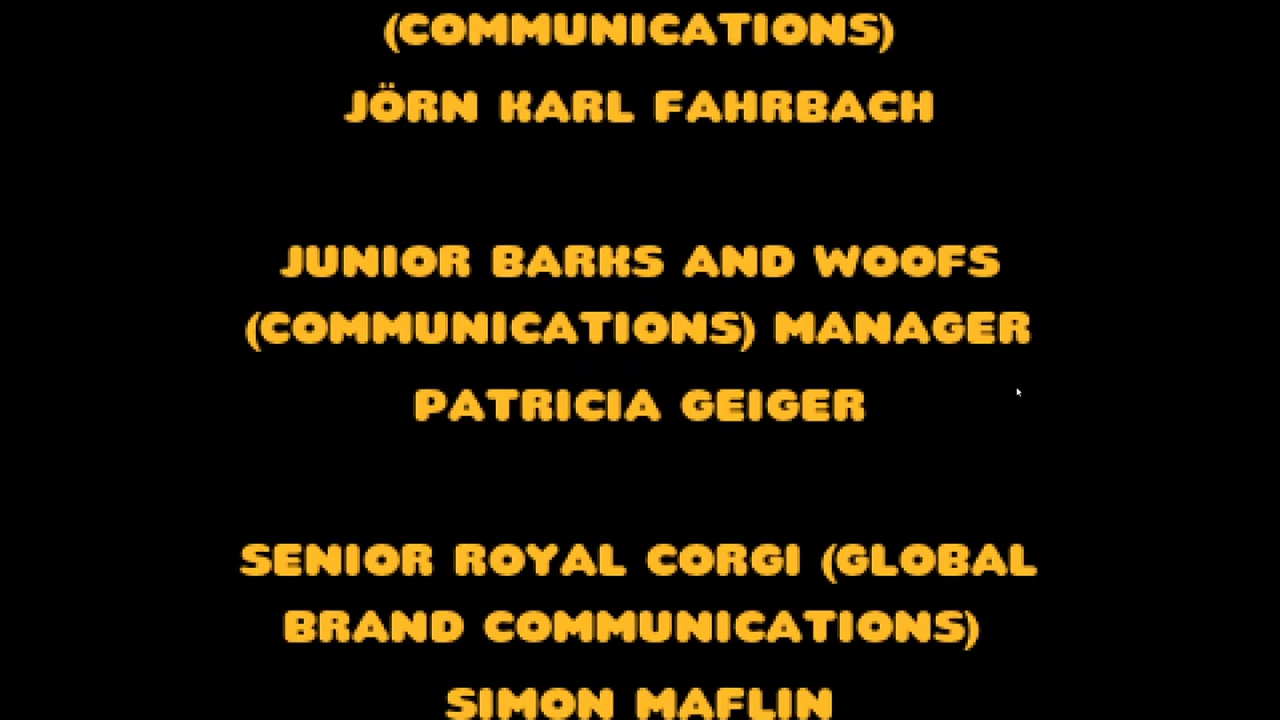 (COMMUNICATIONS)
JÖRN KARL FAHRBACH
JUNIOR BARKS AND WOOFS
(COMMUNICATIONS) MANAGER
PATRICIA GEIGER
SENIOR ROYAL CORGI (GLOBAL
BRAND COMMUNICATIONS)
SIMON MAFLIN